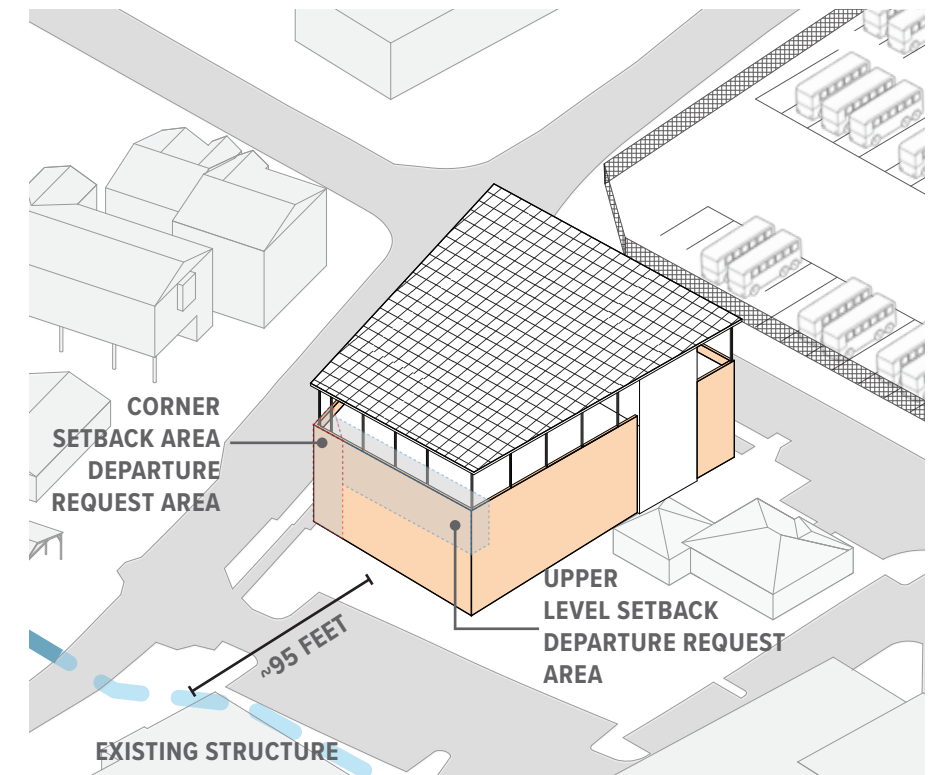 CORNER
SETBACK AREA
DEPARTURE
REQUEST AREA
UPPER
LEVEL SETBACK
DEPARTURE REQUEST
AREA
~95 FEET
EXISTING STRUCTURE